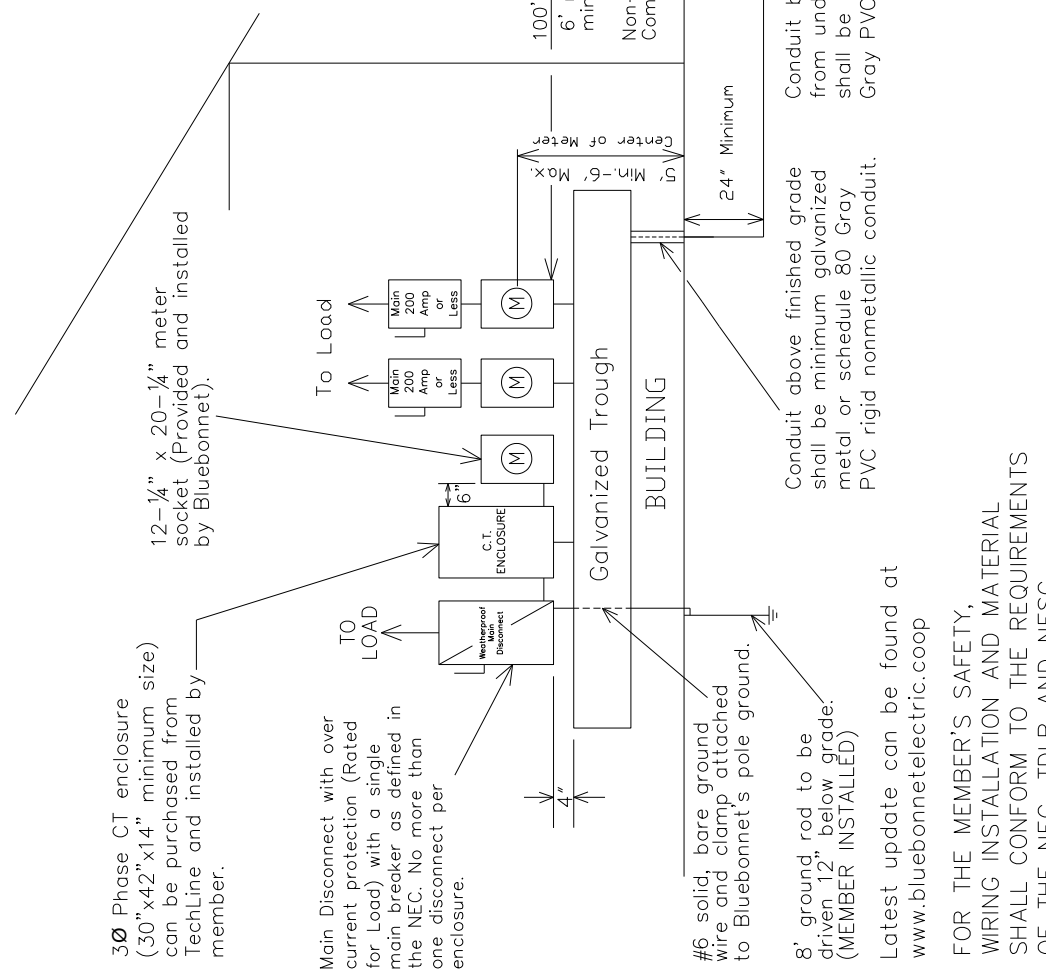 3Ø Phase CT enclosure
(30"x42"x14" minimum size)
can be purchased from
TechLine and installed by
member.
12-1/4" x 20-1/4" meter
socket (Provided and installed
by Bluebonnet).
Main Disconnect with over
current protection (Rated
for Load) with a single
main breaker as defined in
the NEC. No more than
one disconnect per
enclosure.
TO
LOAD
To Load
Weatherproof
Main
Disconnect
C.T.
ENCLOSURE
6"
M
M
M
Main
200
Amp
or
Less
Main
200
Amp
or
Less
4"
Galvanized Trough
BUILDING
5' Min.-6' Max.
Center of Meter
24" Minimum
100'
6'
min
Non-
Com
#6 solid, bare ground
wire and clamp attached
to Bluebonnet's pole ground.
8' ground rod to be
driven 12" below grade.
(MEMBER INSTALLED)
Conduit above finished grade
shall be minimum galvanized
metal or schedule 80 Gray
PVC rigid nonmetallic conduit.
Conduit b
from und
shall be
Gray PVC
Latest update can be found at
www.bluebonnetelectric.coop
FOR THE MEMBER'S SAFETY,
WIRING INSTALLATION AND MATERIAL
SHALL CONFORM TO THE REQUIREMENTS
OF THE NEC, TDLR AND NESC